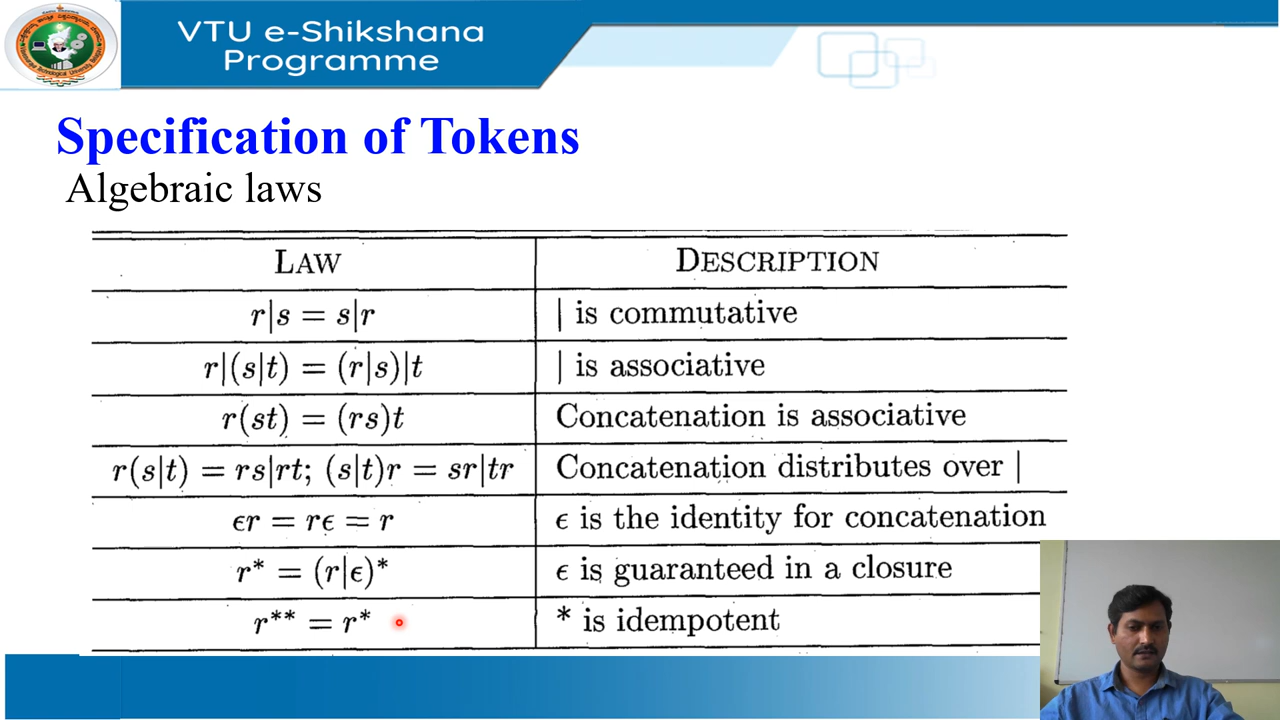 VTU e-Shikshana
Programme
Specification of Tokens
Algebraic laws
LAW DESCRIPTION
r|s = s|r | is commutative
r|(s|t) = (r|s)|t | is associative
r(st) = (rs)t Concatenation is associative
r(s|t) = rs|rt; (s|t)r = sr|tr Concatenation distributes over |
ϵr = rϵ = r ϵ is the identity for concatenation
r* = (r|ϵ)* ϵ is guaranteed in a closure
r** = r* * is idempotent